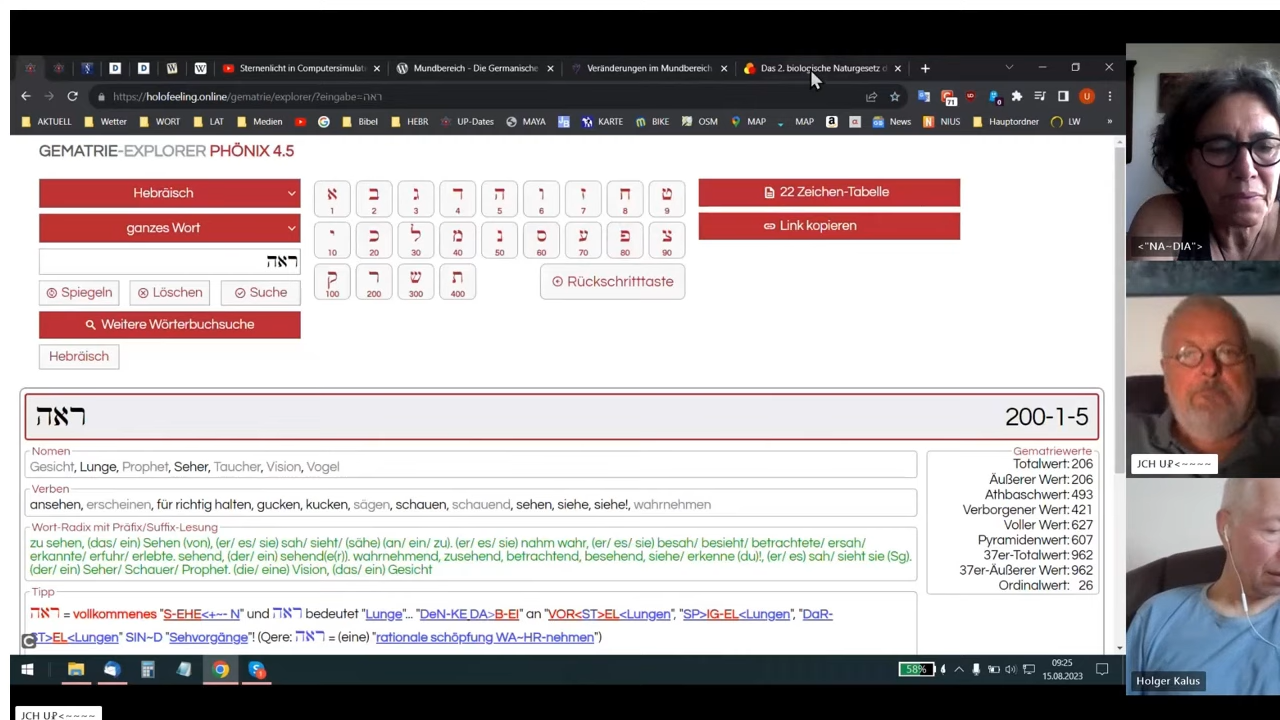 Sternenlicht in Computersimulat
Mundbereich - Die Germanische
Veränderungen im Mundbereich
Das 2. biologische Naturgesetz d
https://holofeeling.online/gematrie/explorer/?eingabe=ראה
71
0
U
AKTUELL
Wetter
WORT
LAT
Medien
Bibel
HEBR
UP-Dates
MAYA
KARTE
BIKE
OSM
MAP
MAP
News
NIUS
Hauptordner
LW
»
GEMATRIE-EXPLORER PHÖNIX 4.5
Hebräisch
ganzes Wort
ראה
Spiegeln
Löschen
Suche
Weitere Wörterbuchsuche
Hebräisch
א ב ג ד ה ו ז ח ט
1 2 3 4 5 6 7 8 9
י כ ל מ נ ס ע פ צ
10 20 30 40 50 60 70 80 90
ק ר ש ת
100 200 300 400
Rückschritttaste
22 Zeichen-Tabelle
Link kopieren
ראה
200-1-5
Nomen
Gesicht, Lunge, Prophet, Seher, Taucher, Vision, Vogel
Verben
ansehen, erscheinen, für richtig halten, gucken, kucken, sägen, schauen, schauend, sehen, siehe, siehe!, wahrnehmen
Wort-Radix mit Präfix/Suffix-Lesung
zu sehen, (das/ ein) Sehen (von), (er/ es/ sie) sah/ sieht/ (sähe) (an/ ein/ zu). (er/ es/ sie) nahm wahr, (er/ es/ sie) besah/ besieht/ betrachtete/ ersah/
erkannte/ erfuhr/ erlebte. sehend, (der/ ein) sehend(e(r)). wahrnehmend, zusehend, betrachtend, besehend, siehe/ erkenne (du)!, (er/ es) sah/ sieht sie (Sg).
(der/ ein) Seher/ Schauer/ Prophet. (die/ eine) Vision, (das/ ein) Gesicht
Tipp
ראה = vollkommenes "S-EHE<+~- N" und ראה bedeutet "Lunge"... "DeN-KE DA>B-EI" an "VOR<ST>EL<Lungen", "SP>IG-EL<Lungen", "DaR-
ST>EL<Lungen" SIN~D "Sehvorgänge"! (Qere: ראה = (eine) "rationale schöpfung WA~HR-nehmen")
Gematriewerte
Totalwert: 206
Äußerer Wert: 206
Athbaschwert: 493
Verborgener Wert: 421
Voller Wert: 627
Pyramidenwert: 607
37er-Totalwert: 962
37er-Äußerer Wert: 962
Ordinalwert: 26
58%
09:25
15.08.2023
<"NA~DIA">
JCH UP<~~~~
Holger Kalus
JCH UP<~~~~